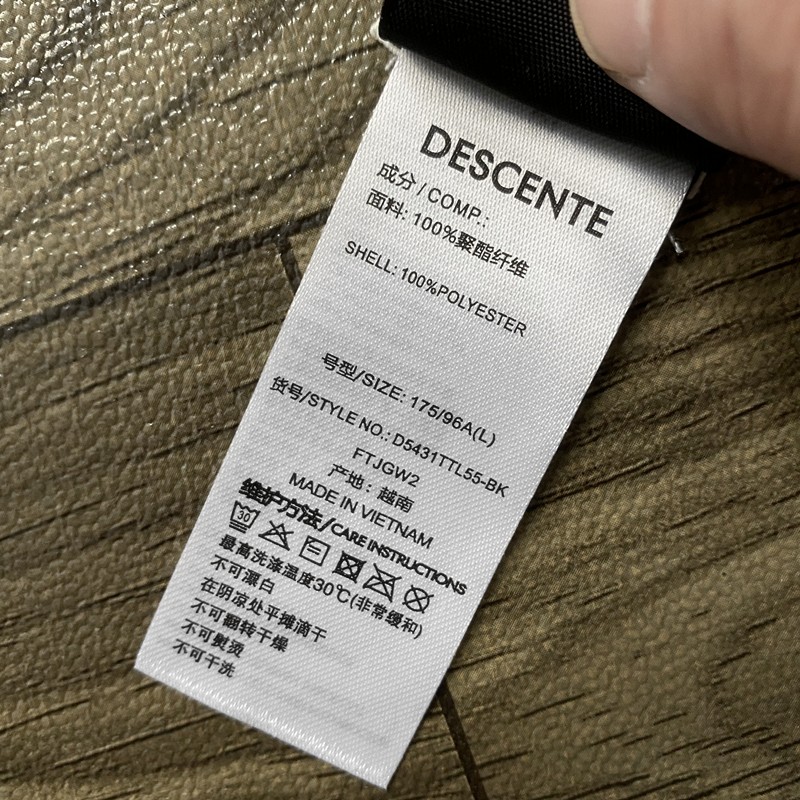 DESCENTE
成分 / COMP.:
面料: 100%聚酯纤维
SHELL: 100%POLYESTER
号型/SIZE: 175/96A(L)
货号/STYLE NO.: D5431TTL55-BK
FTJGW2
产地: 越南
MADE IN VIETNAM
维护方法/CARE INSTRUCTIONS
30
最高洗涤温度30℃(非常缓和)
不可漂白
在阴凉处平摊滴干
不可翻转干燥
不可熨烫
不可干洗